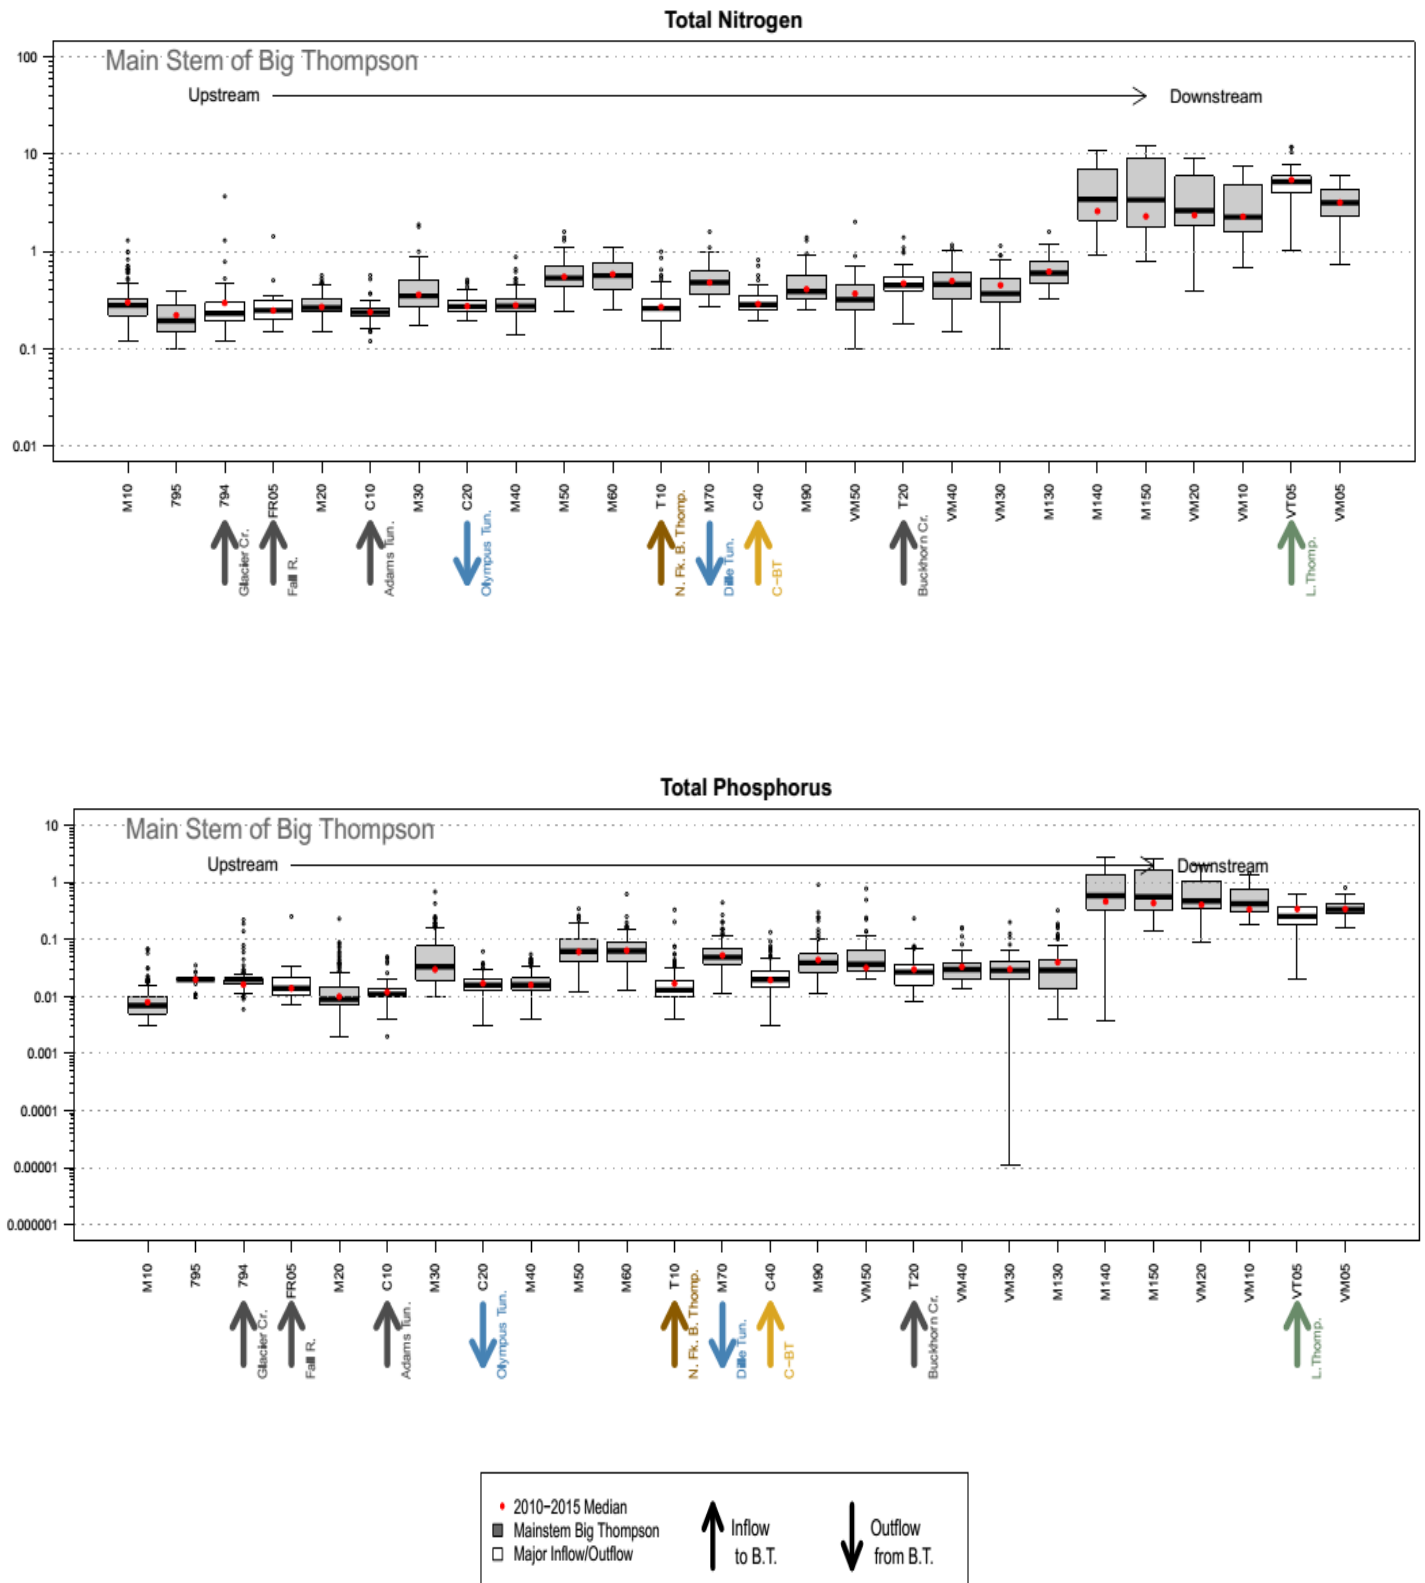 Total Nitrogen
Main Stem of Big Thompson
Upstream
Downstream
100
10
1
0.1
0.01
M10
795
794
FR05
M20
C10
M30
C20
M40
M50
M60
T10
M70
C40
M90
VM50
T20
VM40
VM30
M130
M140
M150
VM20
VM10
VT05
VM05
Glacier Cr.
Fall R.
Adams Tun.
Olympus Tun.
N. Fk. B. Thomp.
Dille Tun.
C-BT
Buckhorn Cr.
L.Thomp.
Total Phosphorus
Main Stem of Big Thompson
Upstream
Downstream
10
1
0.1
0.01
0.001
0.0001
0.00001
0.000001
M10
795
794
FR05
M20
C10
M30
C20
M40
M50
M60
T10
M70
C40
M90
VM50
T20
VM40
VM30
M130
M140
M150
VM20
VM10
VT05
VM05
Glacier Cr.
Fall R.
Adams Tun.
Olympus Tun.
N. Fk. B. Thomp.
Dille Tun.
C-BT
Buckhorn Cr.
L.Thomp.
2010-2015 Median
Mainstem Big Thompson
Major Inflow/Outflow
Inflow
to B.T.
Outflow
from B.T.